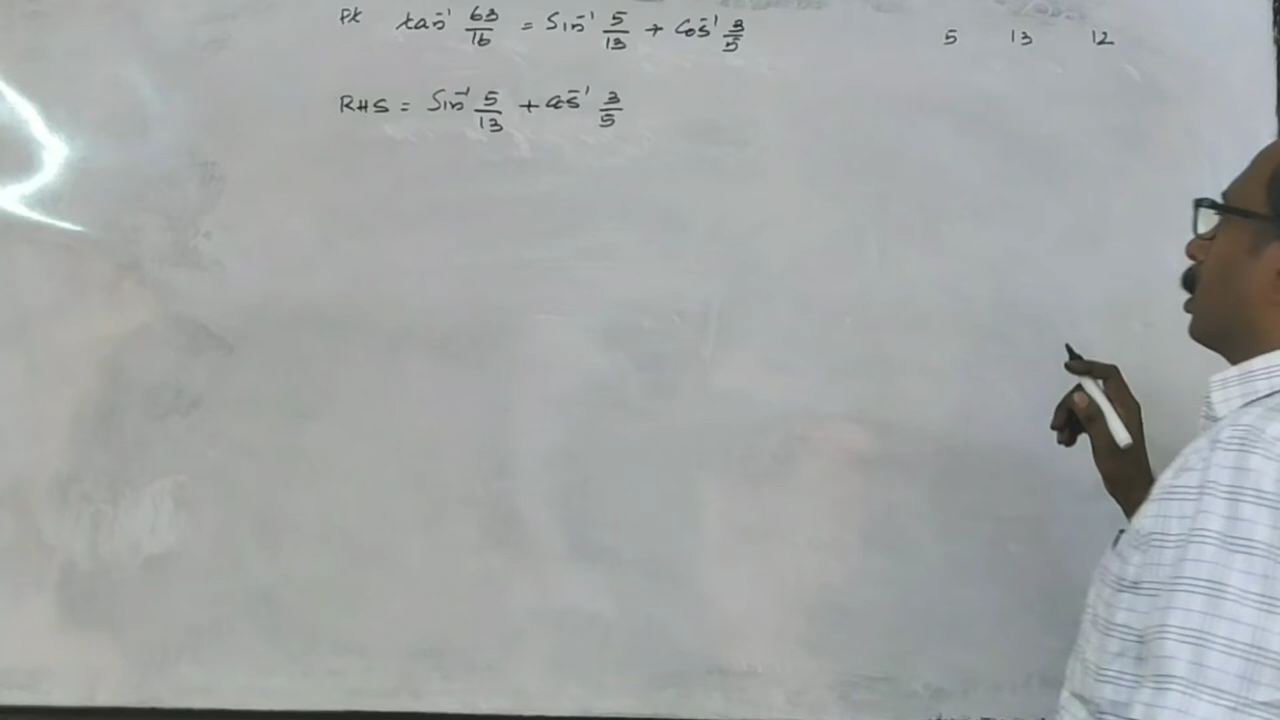 Pt tan⁻¹ 63/16 = Sin⁻¹ 5/13 + Cos⁻¹ 3/5
5 13 12
RHS = Sin⁻¹ 5/13 + Cos⁻¹ 3/5